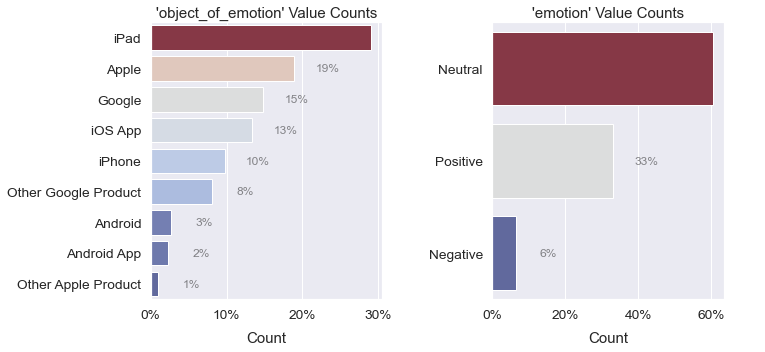 'object_of_emotion' Value Counts
iPad
Apple 19%
Google 15%
iOS App 13%
iPhone 10%
Other Google Product 8%
Android 3%
Android App 2%
Other Apple Product 1%
0% 10% 20% 30%
Count
'emotion' Value Counts
Neutral
Positive 33%
Negative 6%
0% 20% 40% 60%
Count